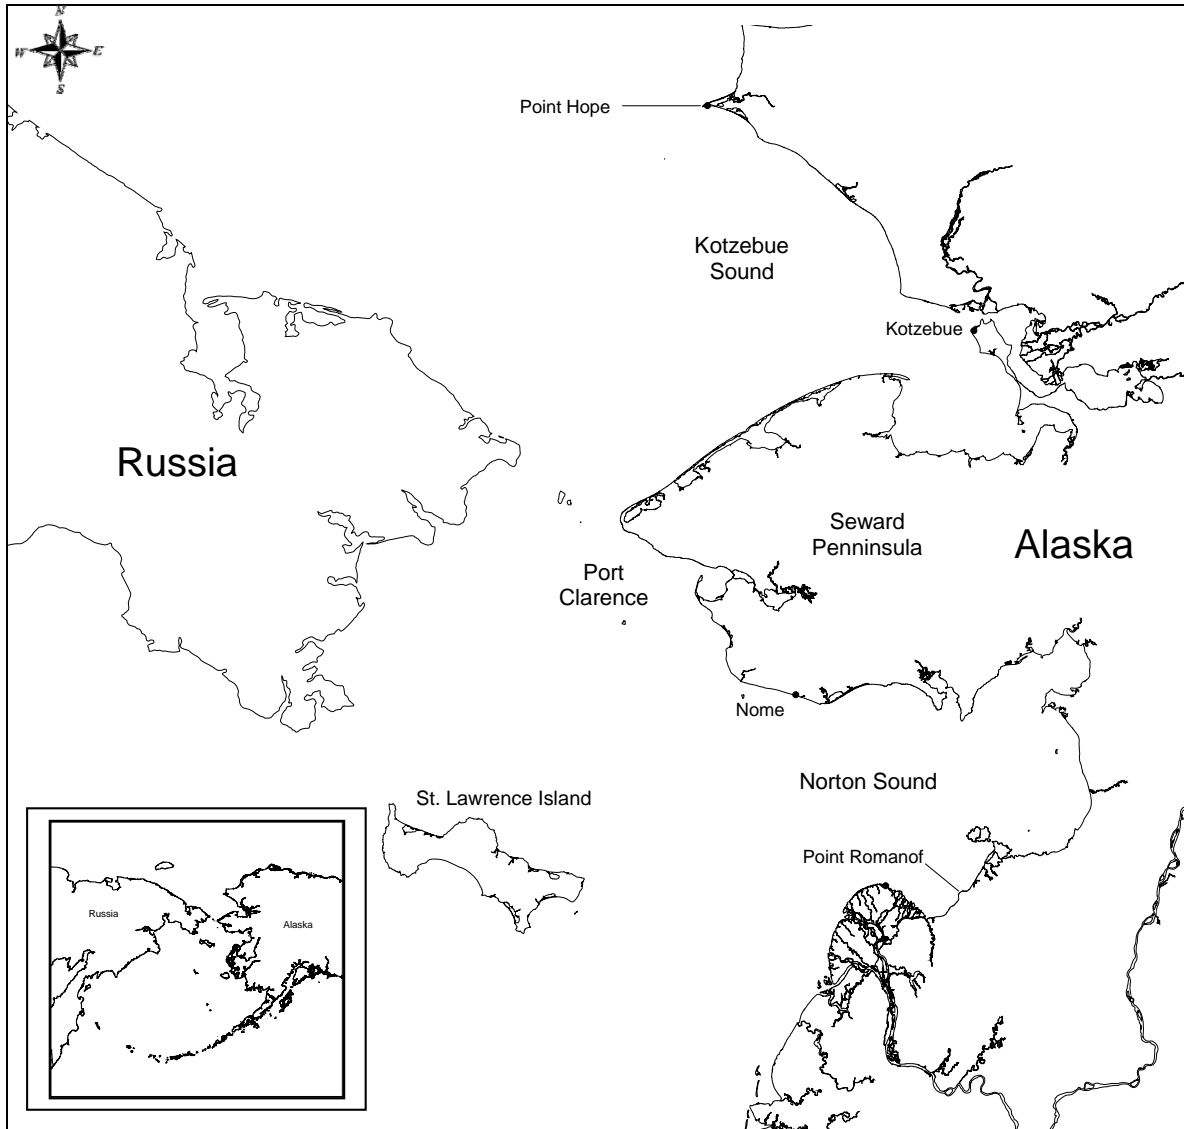 N
W E
S
Point Hope
Kotzebue
Sound
Kotzebue
Russia
Seward
Penninsula
Alaska
Port
Clarence
Nome
Norton Sound
St. Lawrence Island
Point Romanof
Russia
Alaska